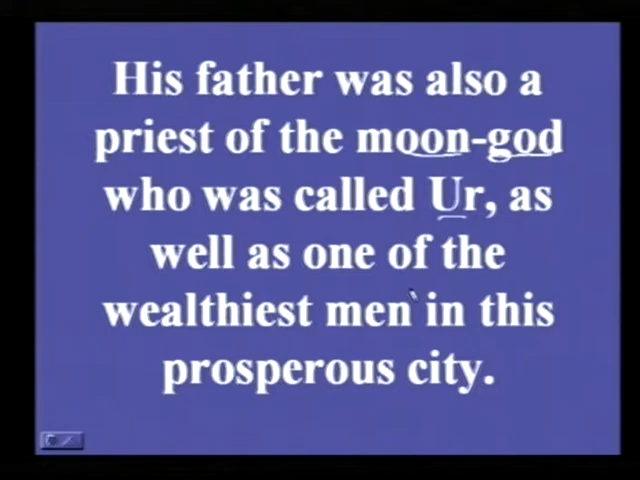 His father was also a
priest of the moon-god
who was called Ur, as
well as one of the
wealthiest men in this
prosperous city.